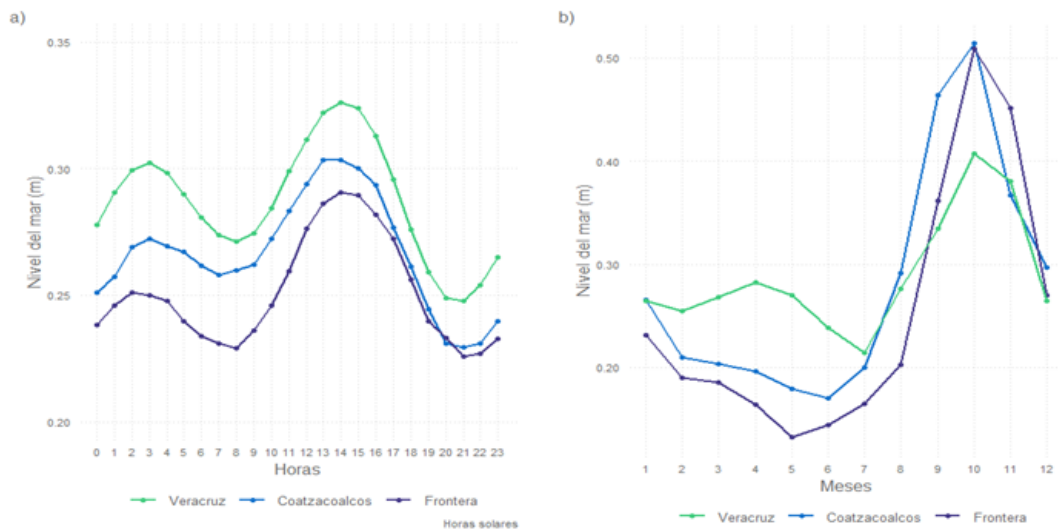 a)
0.35
0.30
0.25
0.20
Nivel del mar (m)
0 1 2 3 4 5 6 7 8 9 10 11 12 13 14 15 16 17 18 19 20 21 22 23
Horas
Veracruz Coatzacoalcos Frontera
Horas solares
b)
0.50
0.40
0.30
0.20
Nivel del mar (m)
1 2 3 4 5 6 7 8 9 10 11 12
Meses
Veracruz Coatzacoalcos Frontera